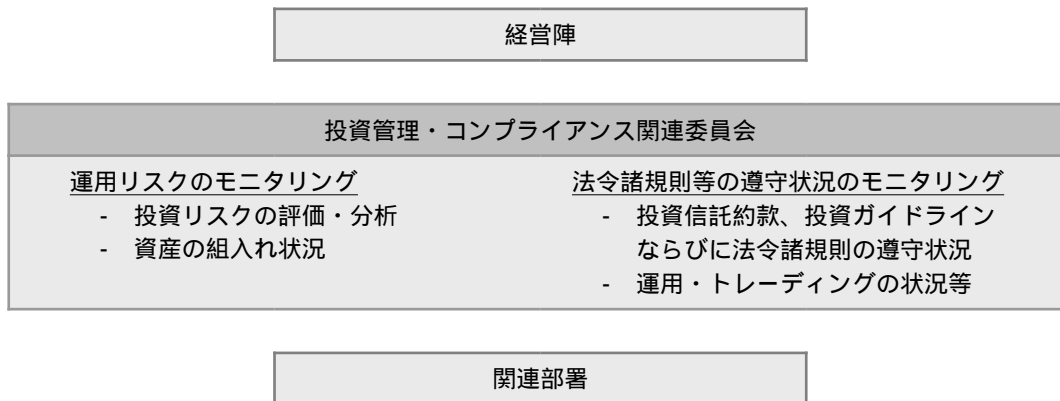 経営陣
投資管理・コンプライアンス関連委員会
運用リスクのモニタリング
- 投資リスクの評価・分析
- 資産の組入れ状況
法令諸規則等の遵守状況のモニタリング
- 投資信託約款、投資ガイドライン
ならびに法令諸規則の遵守状況
- 運用・トレーディングの状況等
関連部署